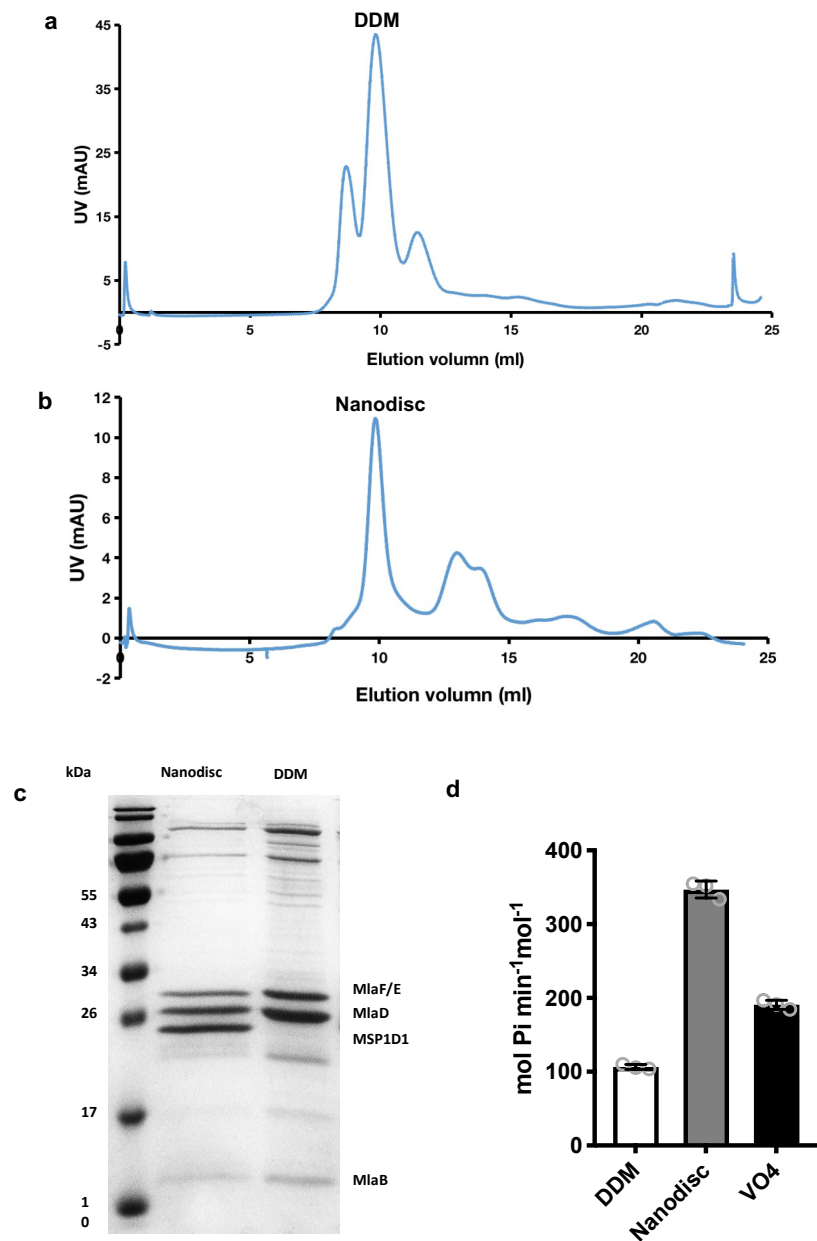 a
DDM
45
35
25
15
5
-5
UV (mAU)
0
5
10
15
20
25
Elution volumn (ml)
b
Nanodisc
12
10
8
6
4
2
0
-2
UV (mAU)
0
5
10
15
20
25
Elution volumn (ml)
c
kDa
Nanodisc
DDM
55
43
34
26
17
1
0
MlaF/E
MlaD
MSP1D1
MlaB
d
mol Pi min-1mol-1
400
300
200
100
0
DDM
Nanodisc
VO4